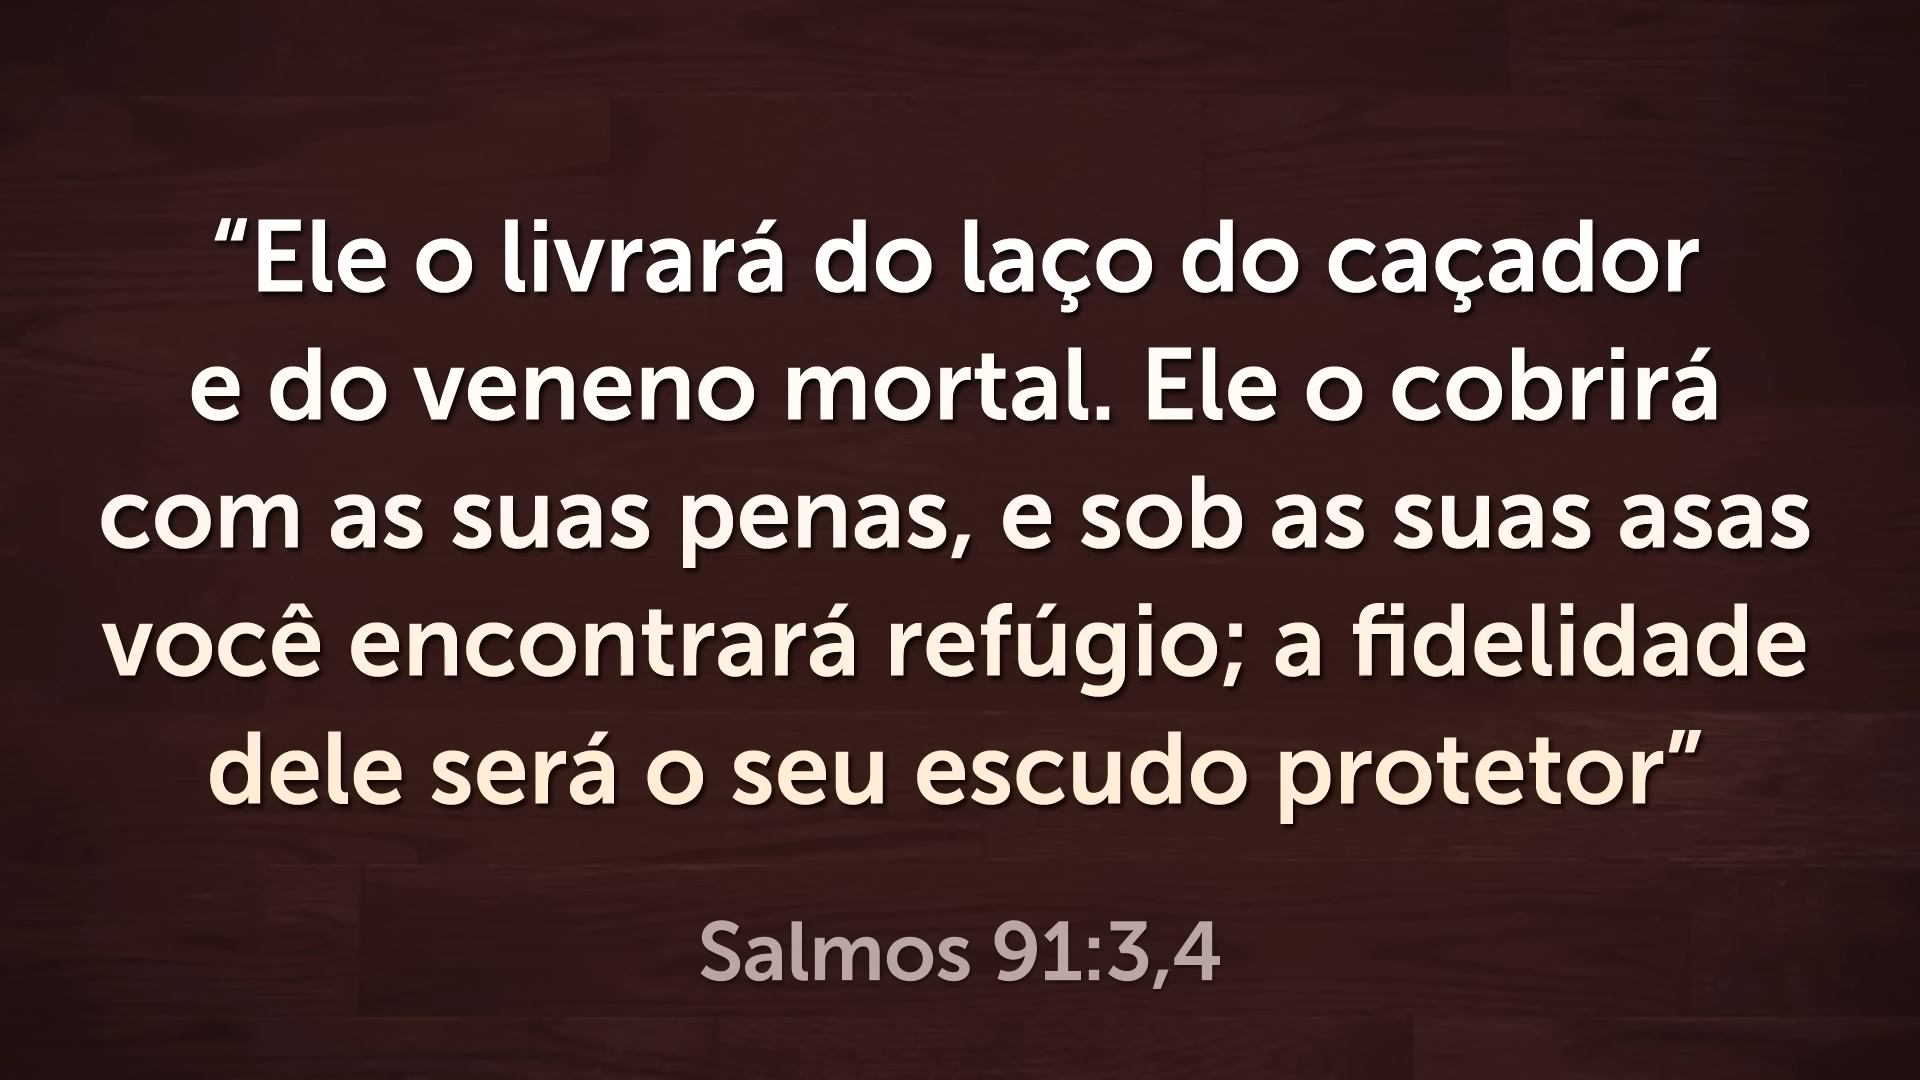 “Ele o livrará do laço do caçador
e do veneno mortal. Ele o cobrirá
com as suas penas, e sob as suas asas
você encontrará refúgio; a fidelidade
dele será o seu escudo protetor”
Salmos 91:3,4